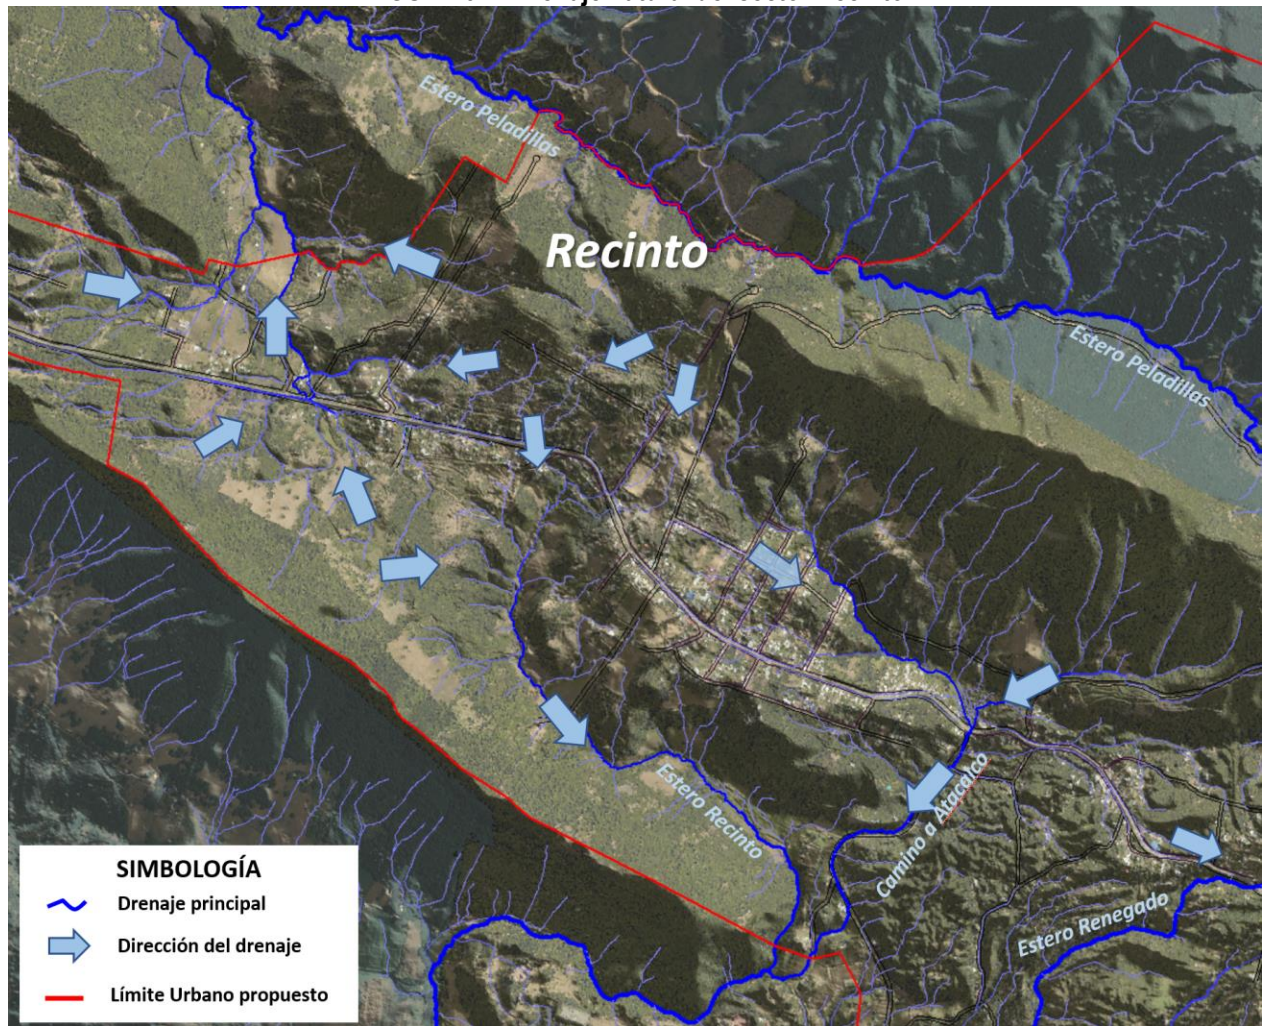 Estero Peladillas
Recinto
Estero Peladillas
Estero Recinto
Camino a Atacalco
Estero Renegado
SIMBOLOGÍA
Drenaje principal
Dirección del drenaje
Límite Urbano propuesto